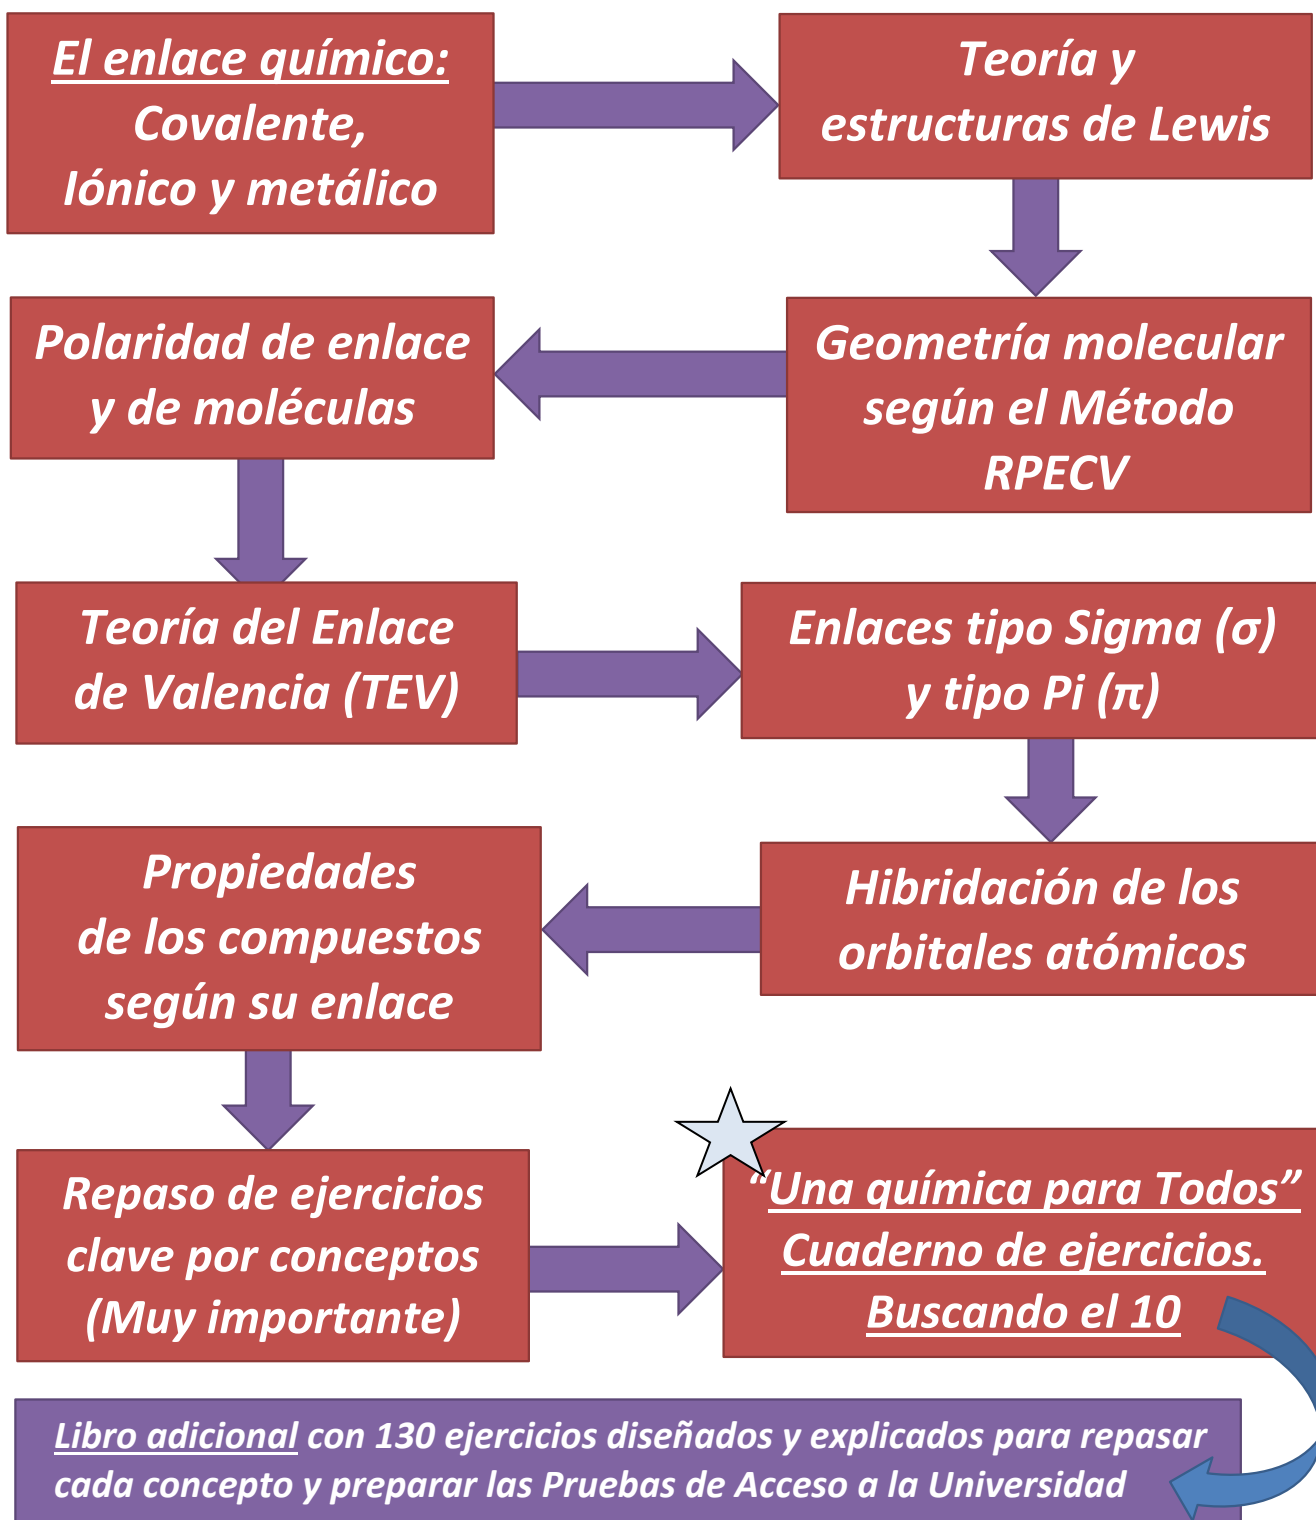 El enlace químico:
Covalente,
Iónico y metálico
Teoría y
estructuras de Lewis
Geometría molecular
según el Método
RPECV
Polaridad de enlace
y de moléculas
Teoría del Enlace
de Valencia (TEV)
Enlaces tipo Sigma (σ)
y tipo Pi (π)
Hibridación de los
orbitales atómicos
Propiedades
de los compuestos
según su enlace
Repaso de ejercicios
clave por conceptos
(Muy importante)
“Una química para Todos”
Cuaderno de ejercicios.
Buscando el 10
Libro adicional con 130 ejercicios diseñados y explicados para repasar
cada concepto y preparar las Pruebas de Acceso a la Universidad